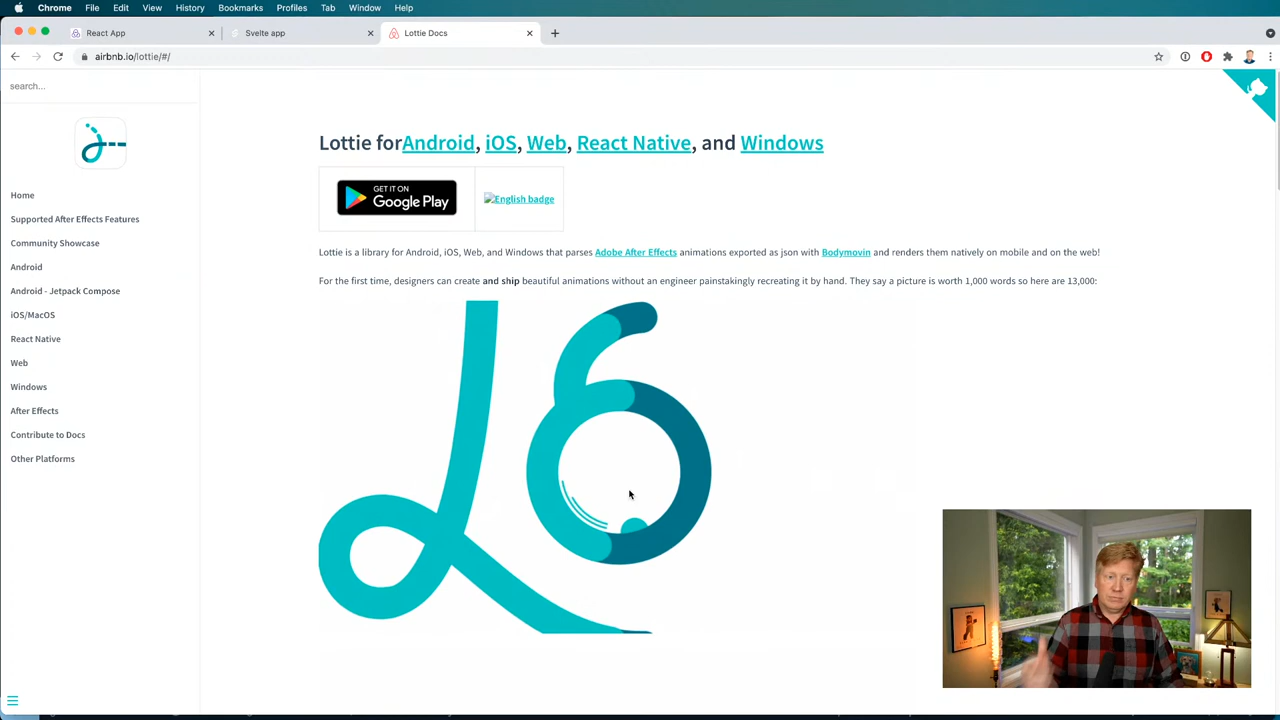 Chrome File Edit View History Bookmarks Profiles Tab Window Help
React App Svelte app Lottie Docs
airbnb.io/lottie/#/
search...
Home
Supported After Effects Features
Community Showcase
Android
Android - Jetpack Compose
iOS/MacOS
React Native
Web
Windows
After Effects
Contribute to Docs
Other Platforms
Lottie forAndroid, iOS, Web, React Native, and Windows
GET IT ON
Google Play
English badge
Lottie is a library for Android, iOS, Web, and Windows that parses Adobe After Effects animations exported as json with Bodymovin and renders them natively on mobile and on the web!
For the first time, designers can create and ship beautiful animations without an engineer painstakingly recreating it by hand. They say a picture is worth 1,000 words so here are 13,000: